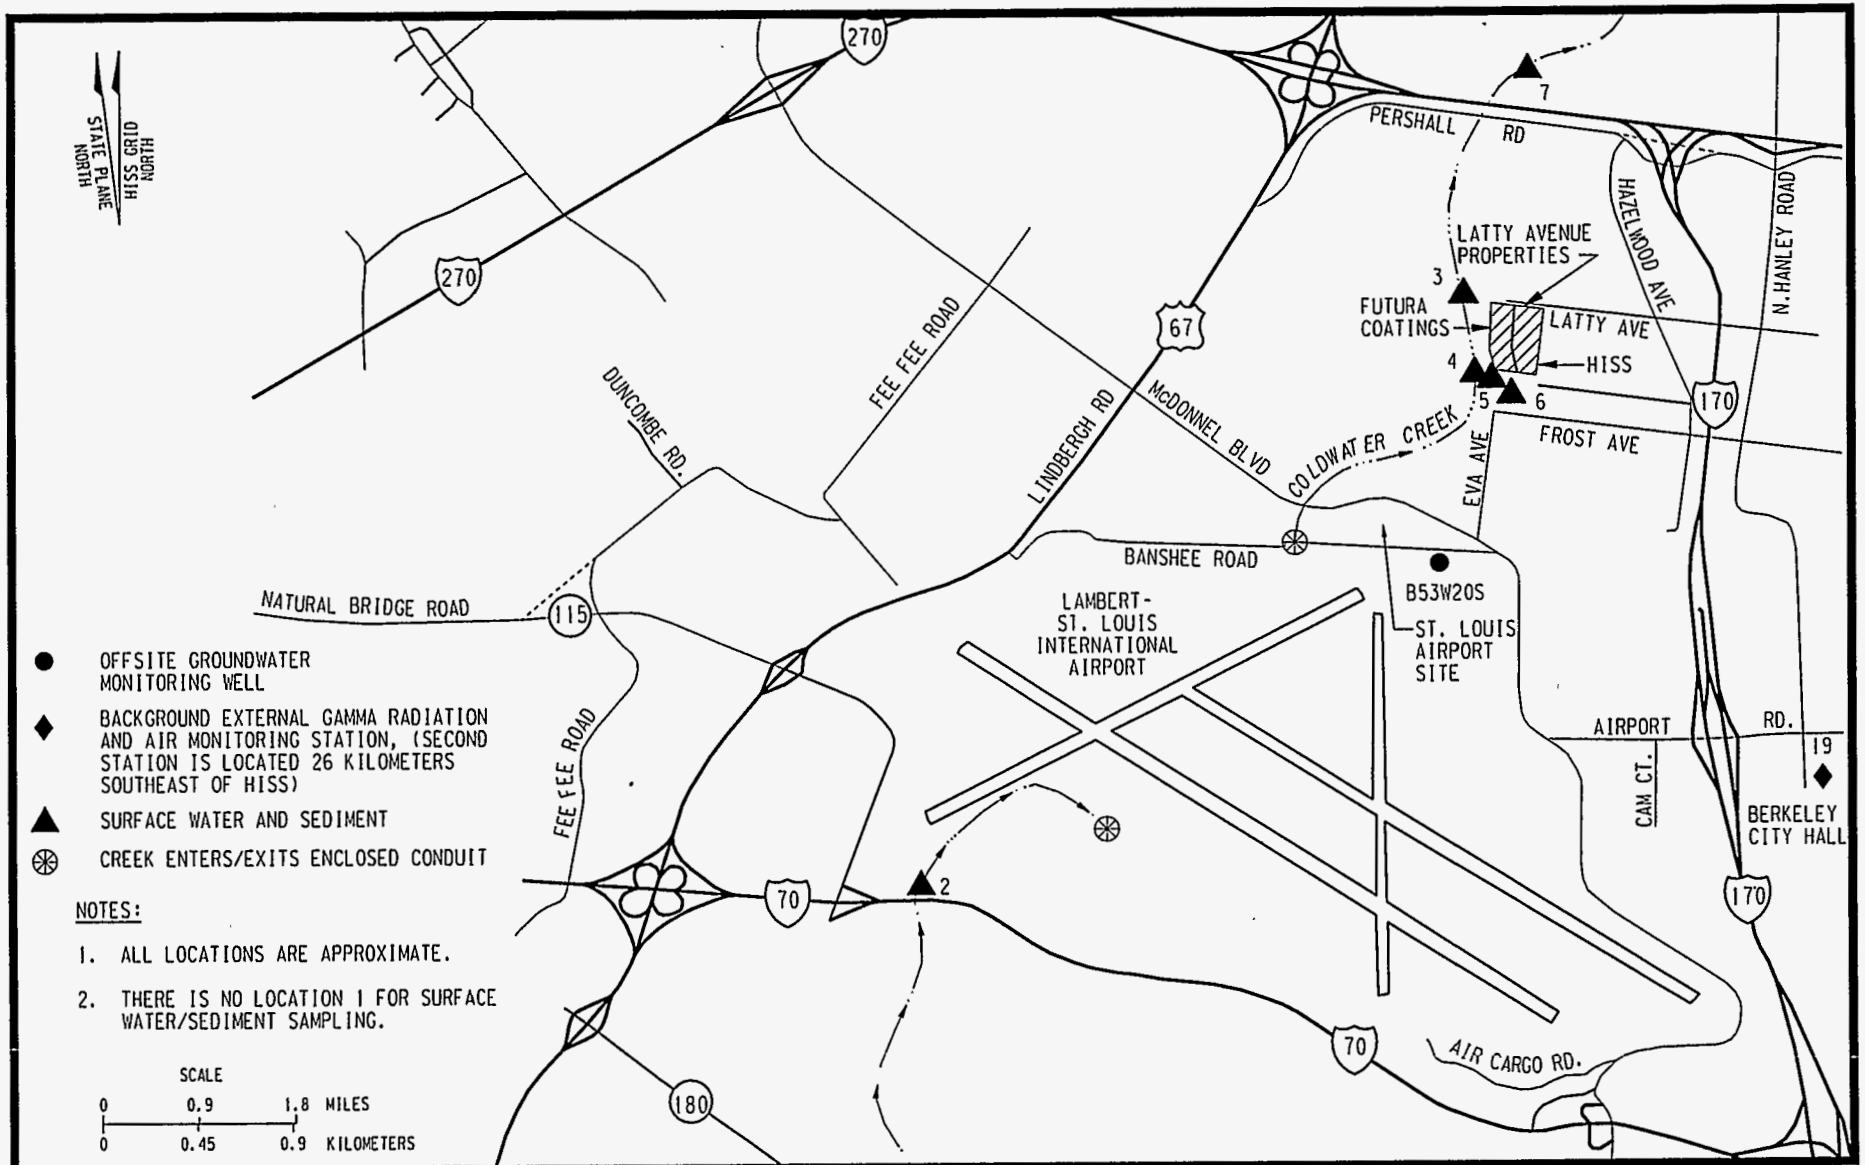 270
270
STATE PLANE
NORTH
HISS GRID
NORTH
7
PERSHALL
RD
HAZELWOOD AVE
N.HANLEY ROAD
LATTY AVENUE
PROPERTIES
3
FUTURA
COATINGS
LATTY AVE
4
HISS
5
6
170
FROST AVE
67
FEE FEE ROAD
DUNCOMBE RD.
LINDBERGH RD
McDONNEL BLVD
COLDWATER CREEK
EVA AVE
BANSHEE ROAD
B53W20S
NATURAL BRIDGE ROAD
115
LAMBERT-
ST. LOUIS
INTERNATIONAL
AIRPORT
ST. LOUIS
AIRPORT
SITE
AIRPORT
RD.
19
CAM CT.
BERKELEY
CITY HALL
170
FEE FEE ROAD
70
2
70
AIR CARGO RD.
180
OFFSITE GROUNDWATER
MONITORING WELL
BACKGROUND EXTERNAL GAMMA RADIATION
AND AIR MONITORING STATION, (SECOND
STATION IS LOCATED 26 KILOMETERS
SOUTHEAST OF HISS)
SURFACE WATER AND SEDIMENT
CREEK ENTERS/EXITS ENCLOSED CONDUIT
NOTES:
1. ALL LOCATIONS ARE APPROXIMATE.
2. THERE IS NO LOCATION 1 FOR SURFACE
WATER/SEDIMENT SAMPLING.
SCALE
0 0.9 1.8 MILES
0 0.45 0.9 KILOMETERS